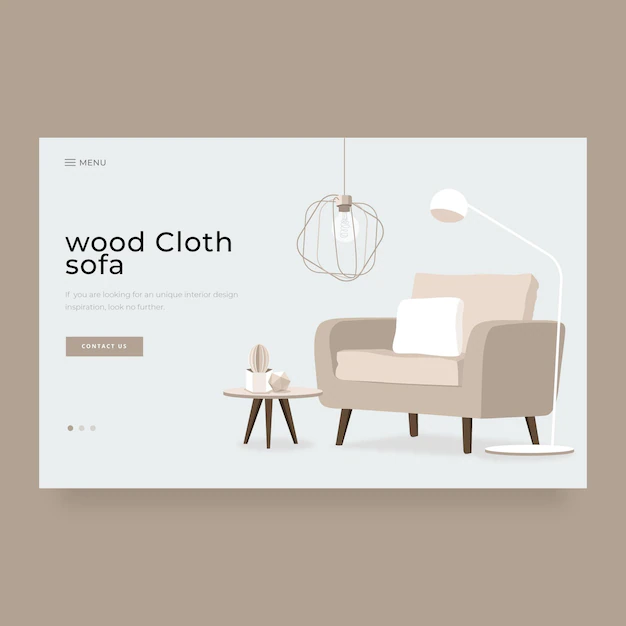 MENU
wood Cloth
sofa
If you are looking for an unique interior design
inspiration, look no further.
CONTACT US